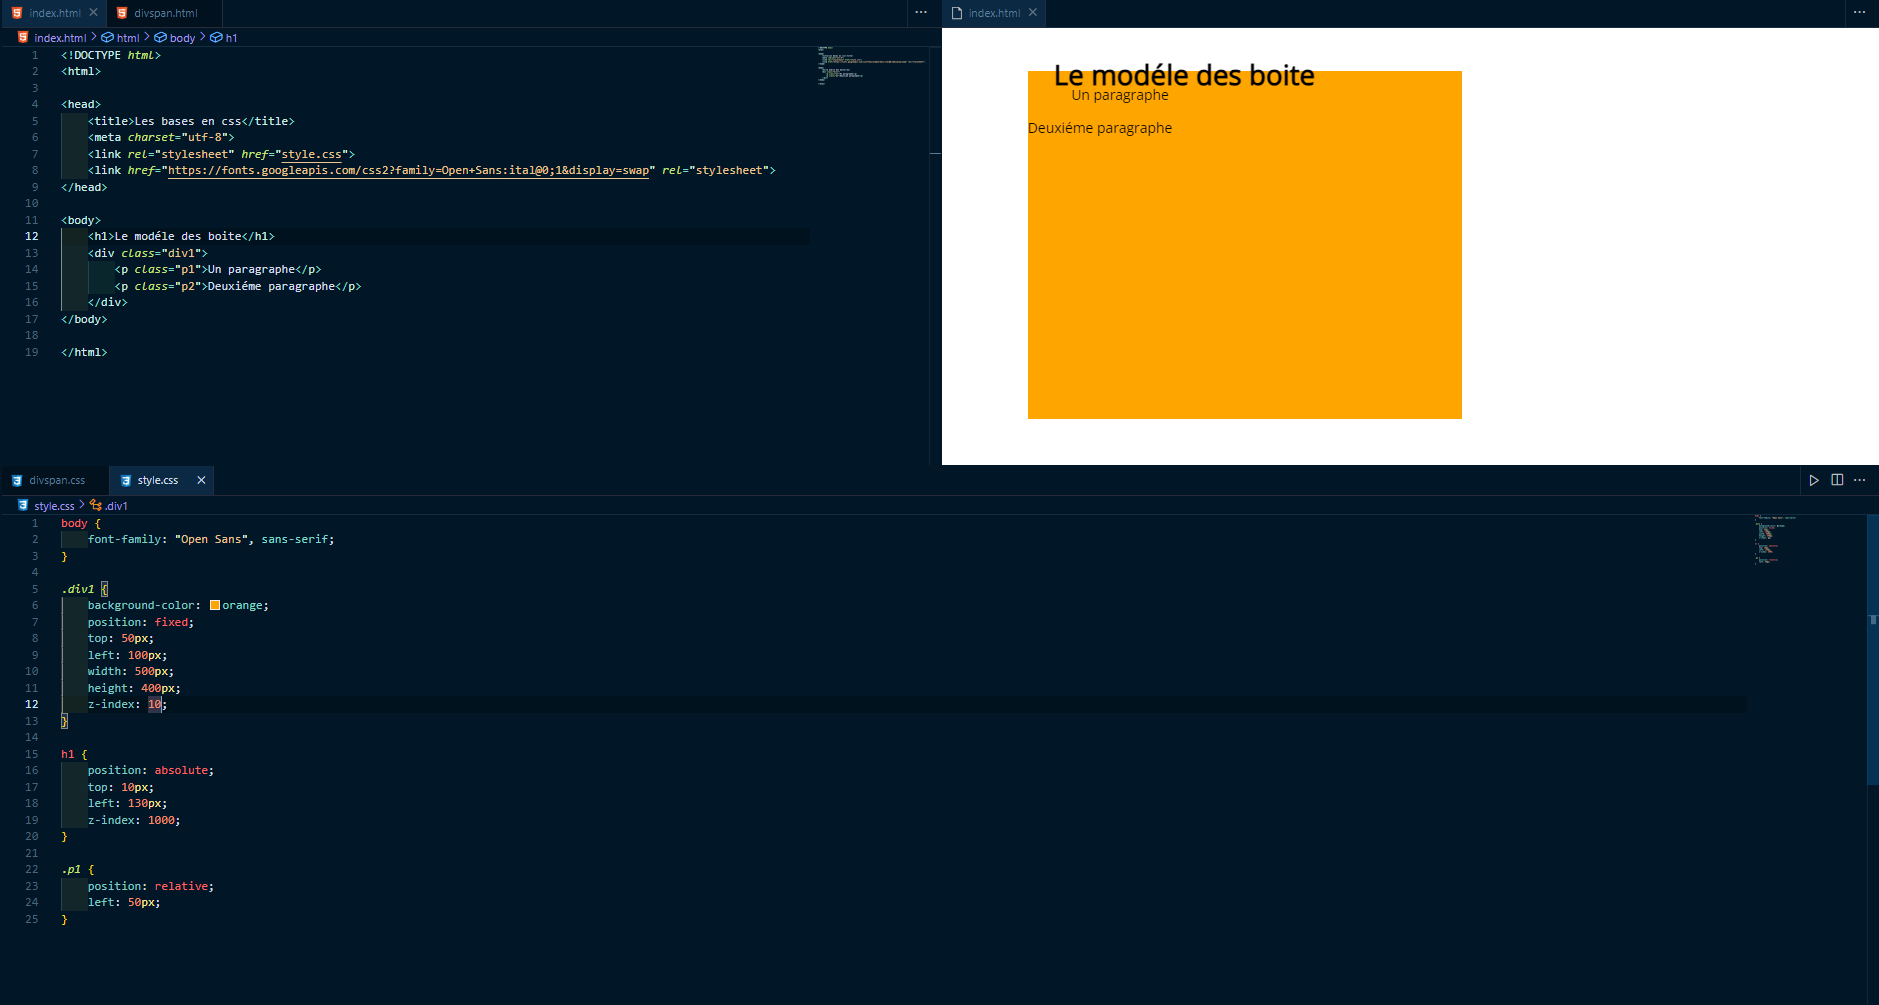 index.html
divspan.html
index.html > html > body > h1
1 <!DOCTYPE html>
2 <html>
3
4 <head>
5 <title>Les bases en css</title>
6 <meta charset="utf-8">
7 <link rel="stylesheet" href="style.css">
8 <link href="https://fonts.googleapis.com/css2?family=Open+Sans:ital@0;1&display=swap" rel="stylesheet">
9 </head>
10
11 <body>
12 <h1>Le modéle des boite</h1>
13 <div class="div1">
14 <p class="p1">Un paragraphe</p>
15 <p class="p2">Deuxiéme paragraphe</p>
16 </div>
17 </body>
18
19 </html>
index.html
Le modéle des boite
Un paragraphe
Deuxiéme paragraphe
divspan.css
style.css
style.css > .div1
1 body {
2 font-family: "Open Sans", sans-serif;
3 }
4
5 .div1 {
6 background-color: orange;
7 position: fixed;
8 top: 50px;
9 left: 100px;
10 width: 500px;
11 height: 400px;
12 z-index: 10;
13 }
14
15 h1 {
16 position: absolute;
17 top: 10px;
18 left: 130px;
19 z-index: 1000;
20 }
21
22 .p1 {
23 position: relative;
24 left: 50px;
25 }